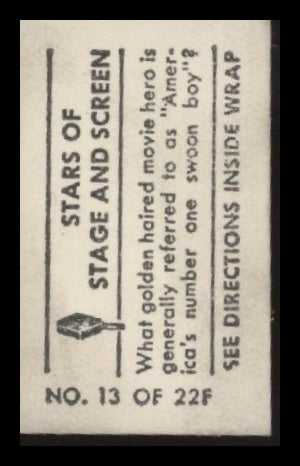 STARS OF
STAGE AND SCREEN
What golden haired movie hero is
generally referred to as "Amer-
ica's number one swoon boy"?
SEE DIRECTIONS INSIDE WRAP
NO. 13 OF 22F